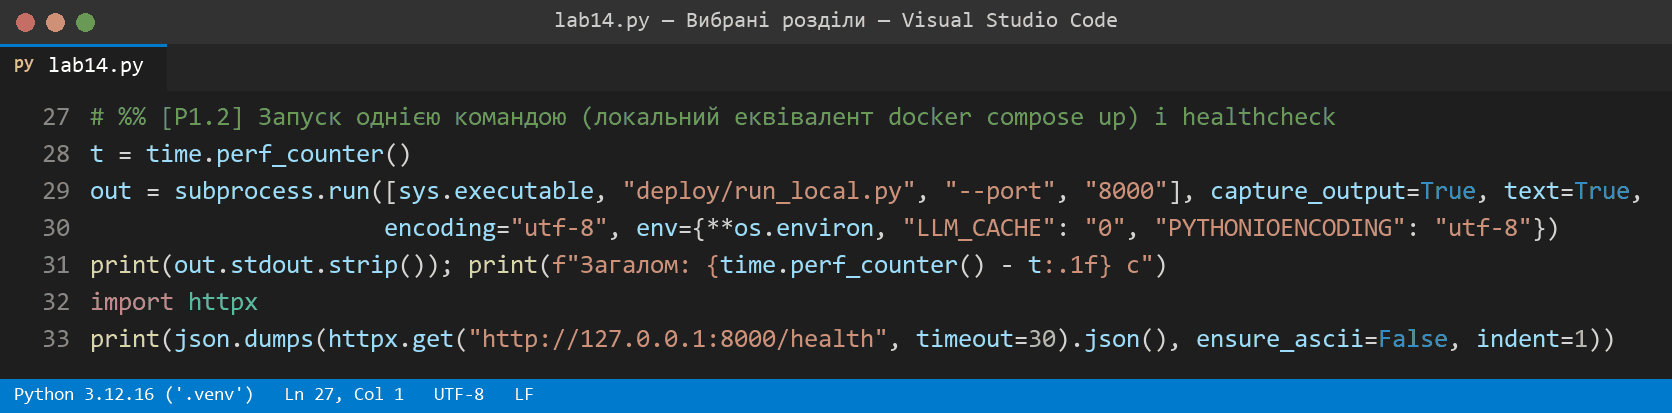 lab14.py — Вибрані розділи — Visual Studio Code
py lab14.py
27 # %% [P1.2] Запуск однією командою (локальний еквівалент docker compose up) і healthcheck
28 t = time.perf_counter()
29 out = subprocess.run([sys.executable, "deploy/run_local.py", "--port", "8000"], capture_output=True, text=True,
30                      encoding="utf-8", env={**os.environ, "LLM_CACHE": "0", "PYTHONIOENCODING": "utf-8"})
31 print(out.stdout.strip()); print(f"Загалом: {time.perf_counter() - t:.1f} с")
32 import httpx
33 print(json.dumps(httpx.get("http://127.0.0.1:8000/health", timeout=30).json(), ensure_ascii=False, indent=1))
Python 3.12.16 ('.venv') Ln 27, Col 1 UTF-8 LF